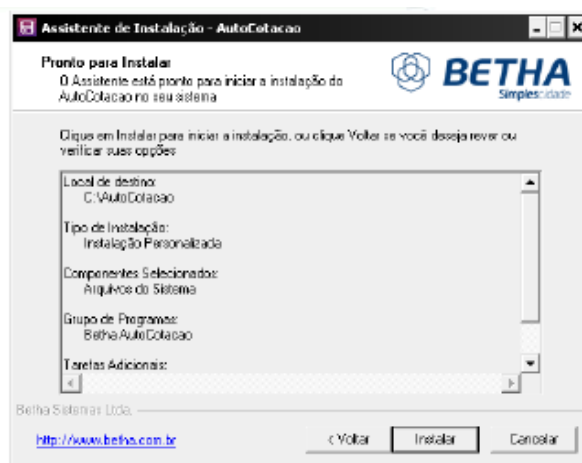 Assistente de Instalação - AutoCotacao
Pronto para Instalar
O Assistente está pronto para iniciar a instalação do
AutoCotacao no seu sistema
BETHA
Simplescidade
Clique em Instalar para iniciar a instalação, ou clique Voltar se você deseja rever ou
verificar suas opções
Local de destino:
C:\AutoCotacao
Tipo de Instalação:
Instalação Personalizada
Componentes Selecionados:
Arquivos do Sistema
Grupo de Programas:
Betha AutoCotacao
Tarefas Adicionais:
Betha Sistemas Ltda.
http://www.betha.com.br
< Voltar
Instalar
Cancelar